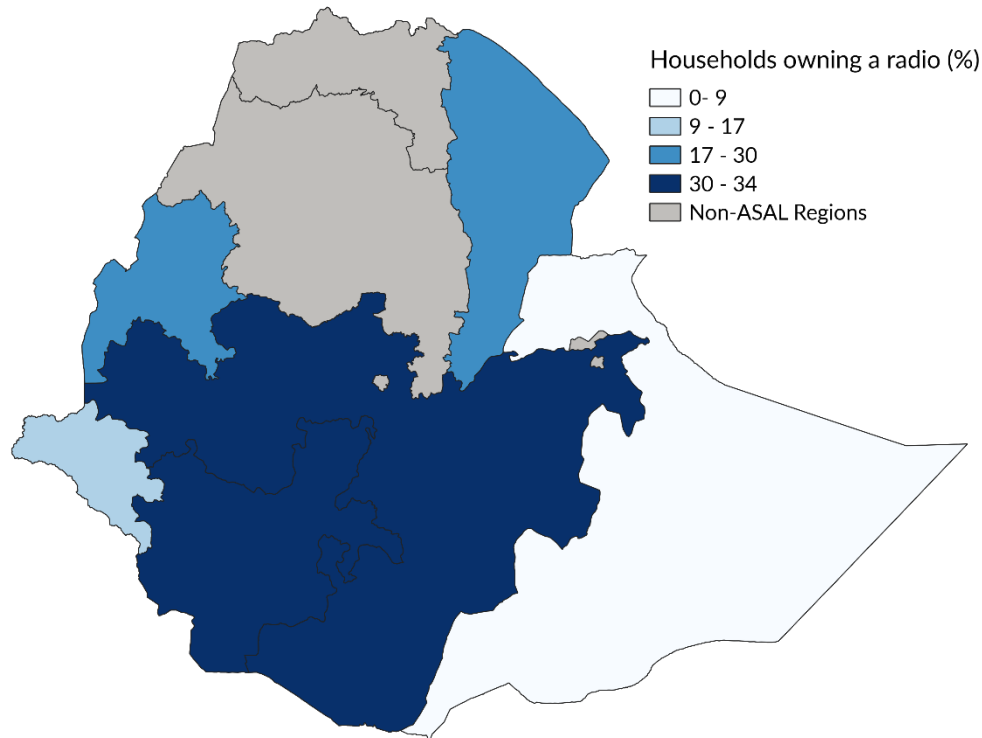 Households owning a radio (%)
0- 9
9 - 17
17 - 30
30 - 34
Non-ASAL Regions